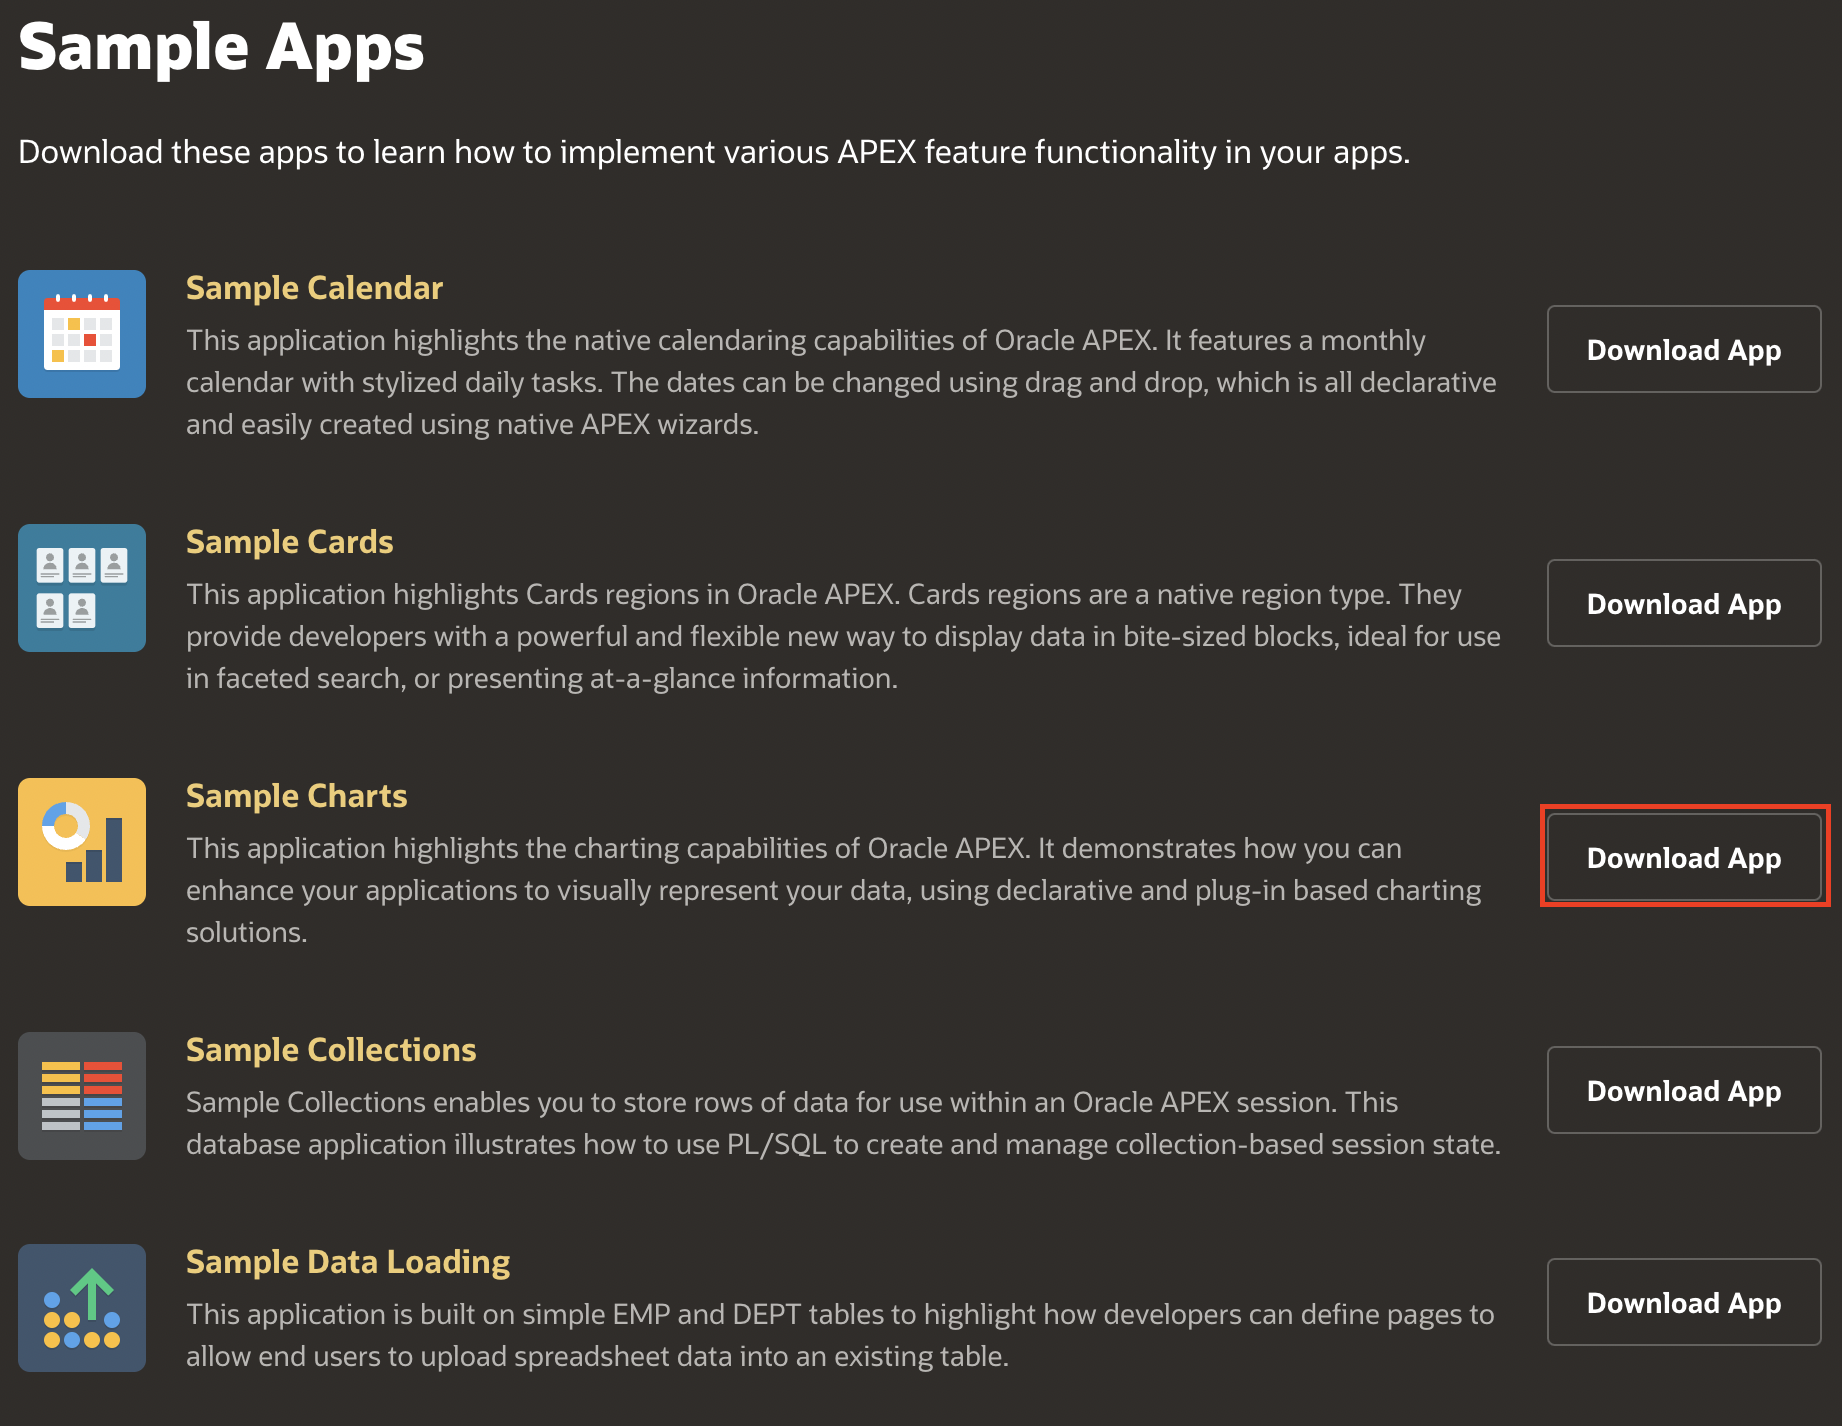 Sample Apps
Download these apps to learn how to implement various APEX feature functionality in your apps.
Sample Calendar
This application highlights the native calendaring capabilities of Oracle APEX. It features a monthly
calendar with stylized daily tasks. The dates can be changed using drag and drop, which is all declarative
and easily created using native APEX wizards.
Download App
Sample Cards
This application highlights Cards regions in Oracle APEX. Cards regions are a native region type. They
provide developers with a powerful and flexible new way to display data in bite-sized blocks, ideal for use
in faceted search, or presenting at-a-glance information.
Download App
Sample Charts
This application highlights the charting capabilities of Oracle APEX. It demonstrates how you can
enhance your applications to visually represent your data, using declarative and plug-in based charting
solutions.
Download App
Sample Collections
Sample Collections enables you to store rows of data for use within an Oracle APEX session. This
database application illustrates how to use PL/SQL to create and manage collection-based session state.
Download App
Sample Data Loading
This application is built on simple EMP and DEPT tables to highlight how developers can define pages to
allow end users to upload spreadsheet data into an existing table.
Download App